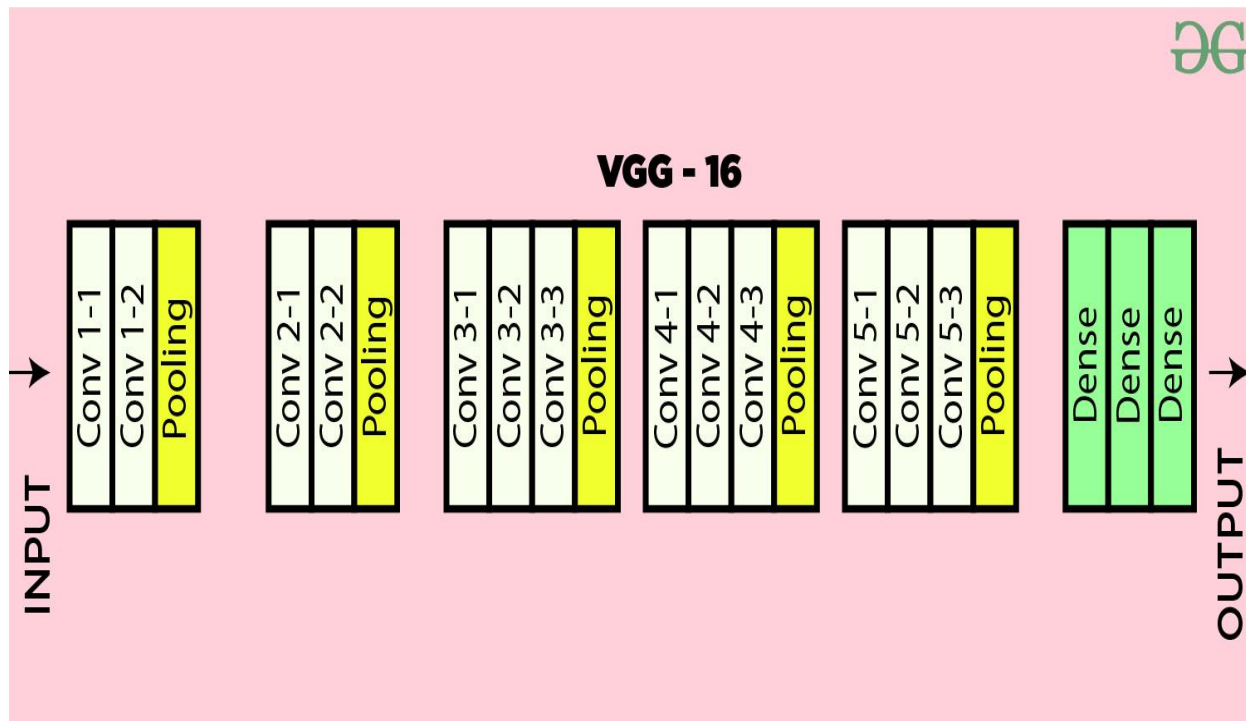 VGG - 16
INPUT
Conv 1-1
Conv 1-2
Pooling
Conv 2-1
Conv 2-2
Pooling
Conv 3-1
Conv 3-2
Conv 3-3
Pooling
Conv 4-1
Conv 4-2
Conv 4-3
Pooling
Conv 5-1
Conv 5-2
Conv 5-3
Pooling
Dense
Dense
Dense
OUTPUT